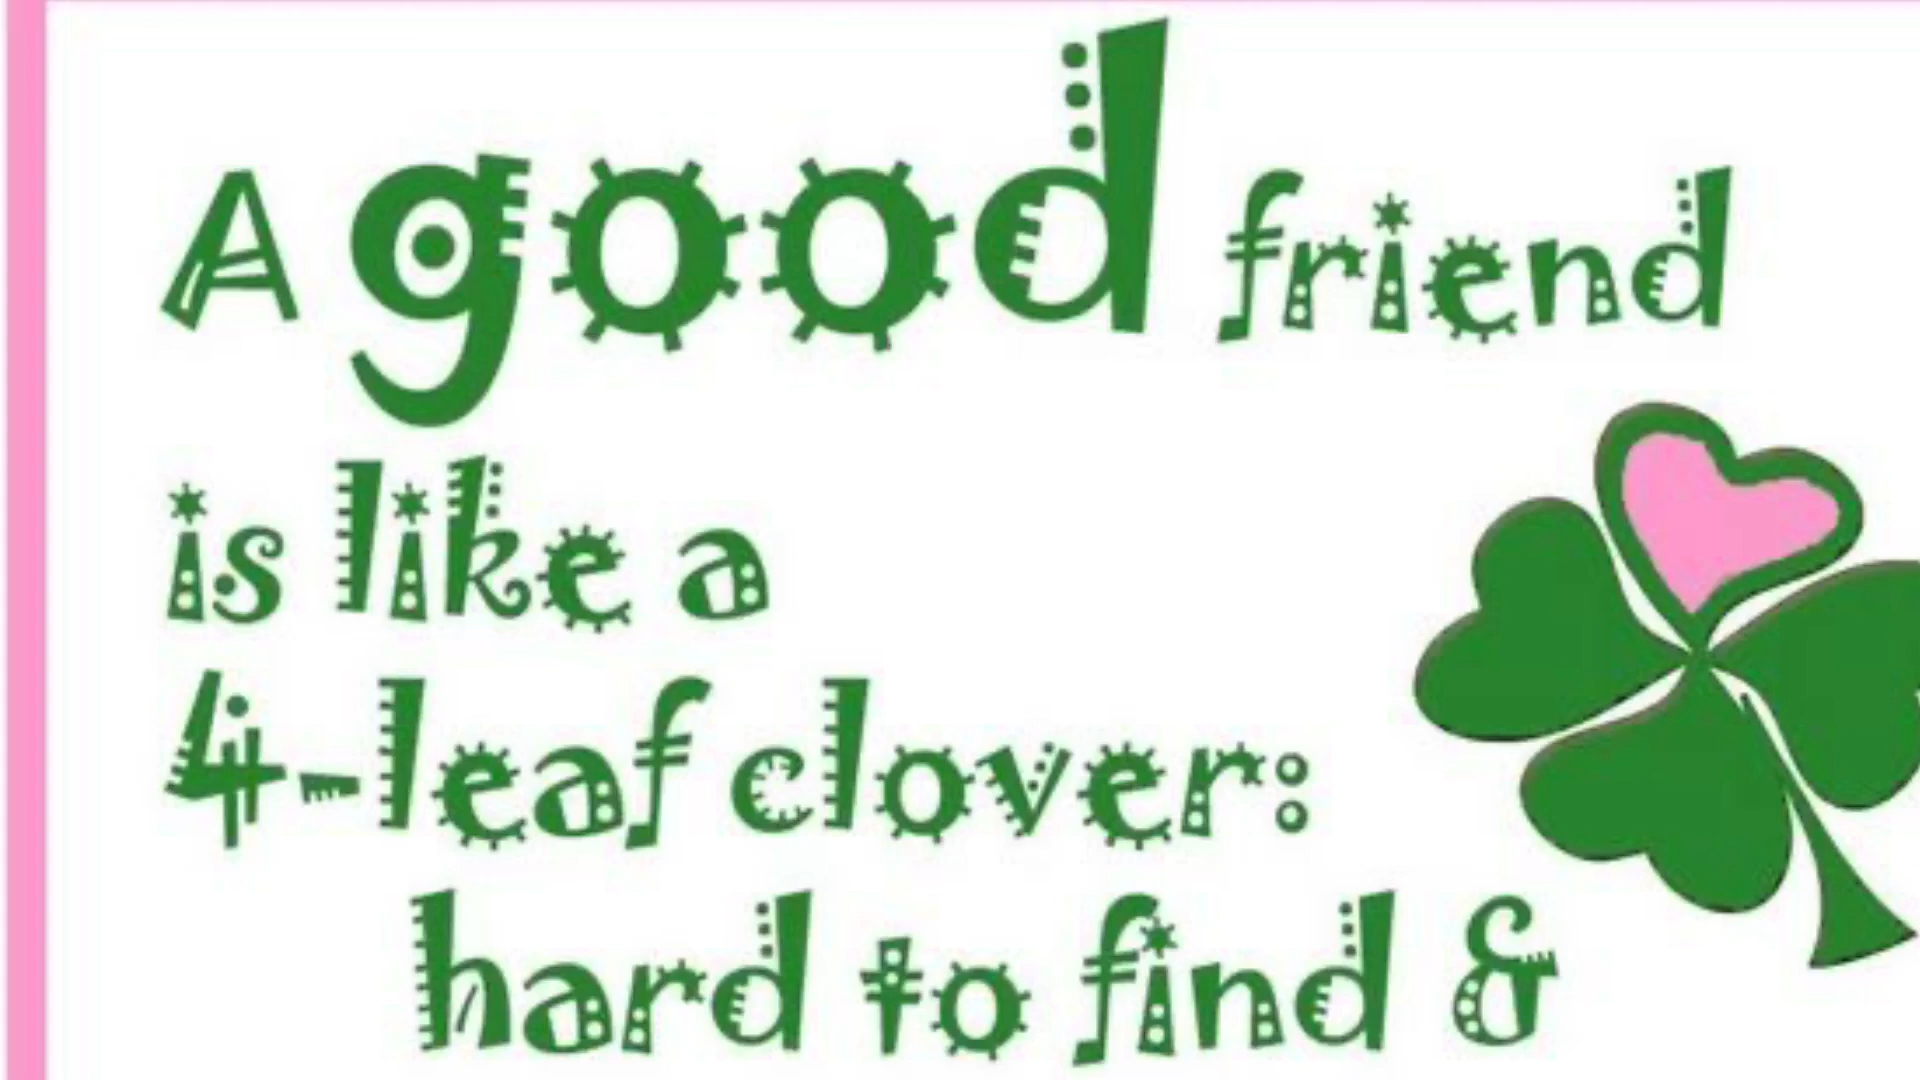 A good friend
is like a
4-leaf clover:
hard to find &